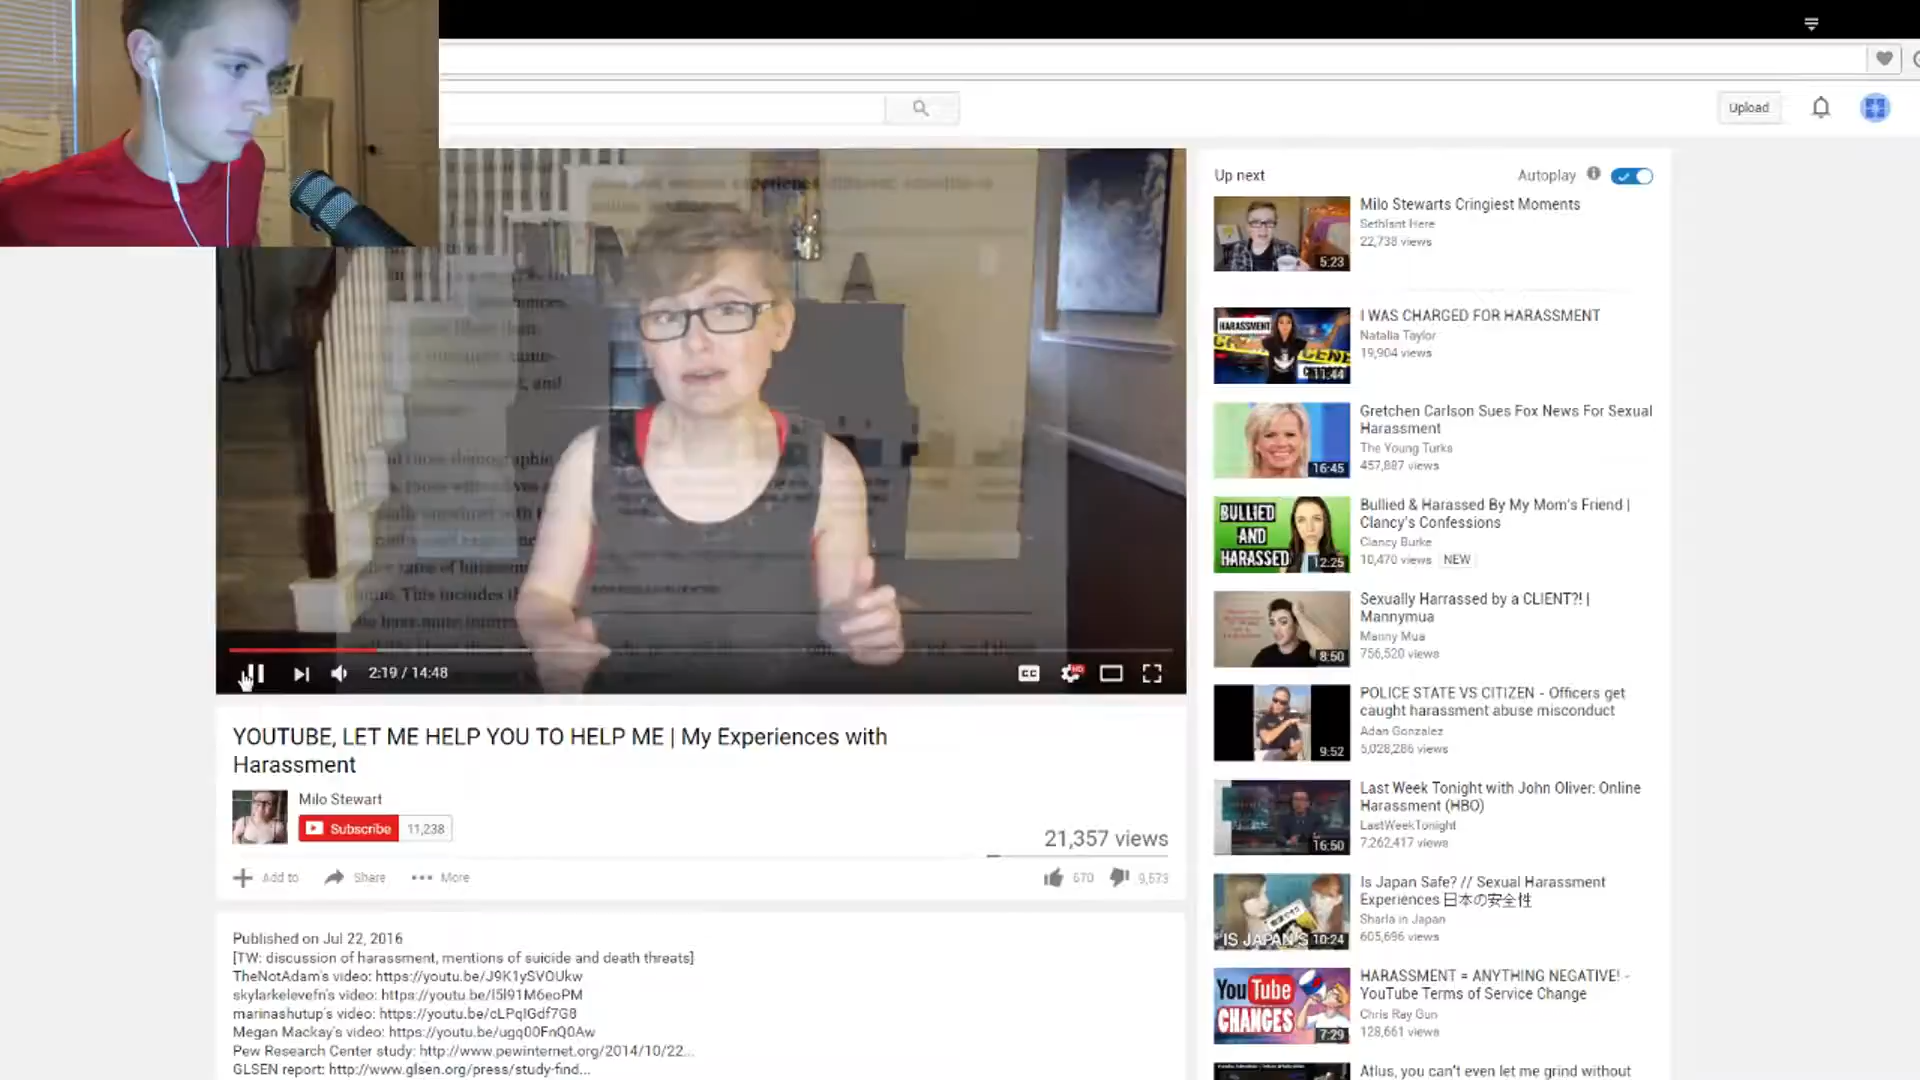 Upload
Up next
Autoplay
Milo Stewarts Cringiest Moments
Sethlant Here
22,738 views
5:23
I WAS CHARGED FOR HARASSMENT
Natalia Taylor
19,904 views
HARASSMENT
11:44
Gretchen Carlson Sues Fox News For Sexual
Harassment
The Young Turks
457,887 views
16:45
Bullied & Harassed By My Mom's Friend |
Clancy's Confessions
Clancy Burke
10,470 views NEW
BULLIED
AND
HARASSED
12:25
Sexually Harrassed by a CLIENT?! |
Mannymua
Manny Mua
756,520 views
8:50
POLICE STATE VS CITIZEN - Officers get
caught harassment abuse misconduct
Adan Gonzalez
5,028,286 views
9:52
Last Week Tonight with John Oliver: Online
Harassment (HBO)
LastWeekTonight
7,262,417 views
16:50
Is Japan Safe? // Sexual Harassment
Experiences 日本の安全性
Sharla in Japan
605,696 views
IS JAPAN'S
10:24
HARASSMENT = ANYTHING NEGATIVE! -
YouTube Terms of Service Change
Chris Ray Gun
128,661 views
You Tube
CHANGES
7:29
Atlus, you can't even let me grind without
2:19 / 14:48
CC
HD
YOUTUBE, LET ME HELP YOU TO HELP ME | My Experiences with
Harassment
Milo Stewart
Subscribe 11,238
21,357 views
Add to Share More
670 9,573
Published on Jul 22, 2016
[TW: discussion of harassment, mentions of suicide and death threats]
TheNotAdam's video: https://youtu.be/J9K1ySVOUkw
skylarkelevefn's video: https://youtu.be/l5l91M6eoPM
marinashutup's video: https://youtu.be/cLPqIGdf7G8
Megan Mackay's video: https://youtu.be/ugq00FnQ0Aw
Pew Research Center study: http://www.pewinternet.org/2014/10/22...
GLSEN report: http://www.glsen.org/press/study-find...